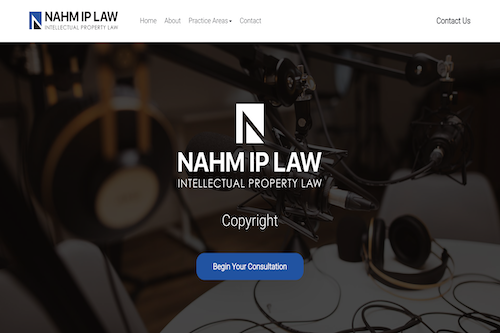 NAHM IP LAW
INTELLECTUAL PROPERTY LAW
Home About Practice Areas Contact
Contact Us
NAHM IP LAW
INTELLECTUAL PROPERTY LAW
Copyright
Begin Your Consultation